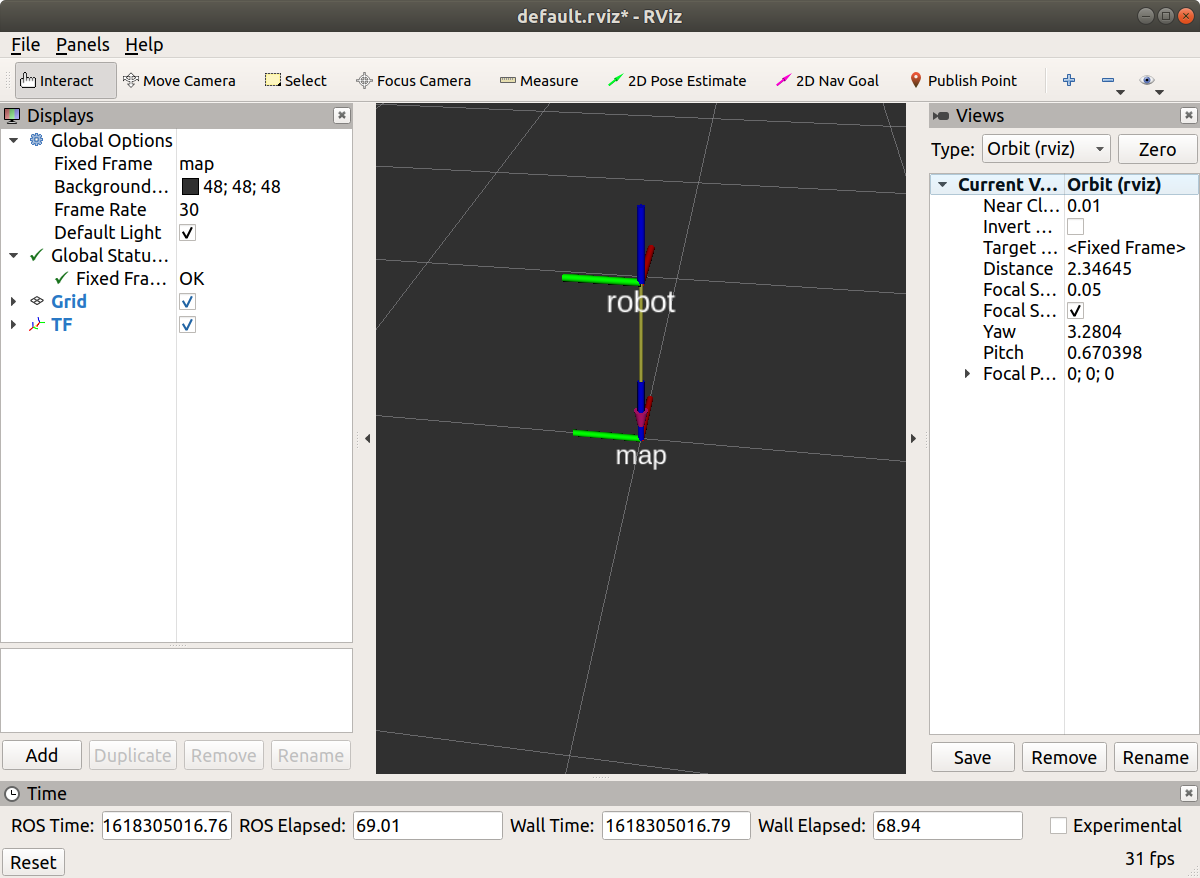 default.rviz* - RViz
File Panels Help
Interact Move Camera Select Focus Camera Measure 2D Pose Estimate 2D Nav Goal Publish Point
Displays
Global Options
Fixed Frame map
Background... 48; 48; 48
Frame Rate 30
Default Light
Global Statu...
Fixed Fra... OK
Grid
TF
Add Duplicate Remove Rename
robot
map
Views
Type: Orbit (rviz) Zero
Current V... Orbit (rviz)
Near Cl... 0.01
Invert ...
Target ... <Fixed Frame>
Distance 2.34645
Focal S... 0.05
Focal S...
Yaw 3.2804
Pitch 0.670398
Focal P... 0; 0; 0
Save Remove Rename
Time
ROS Time: 1618305016.76 ROS Elapsed: 69.01 Wall Time: 1618305016.79 Wall Elapsed: 68.94 Experimental
Reset 31 fps